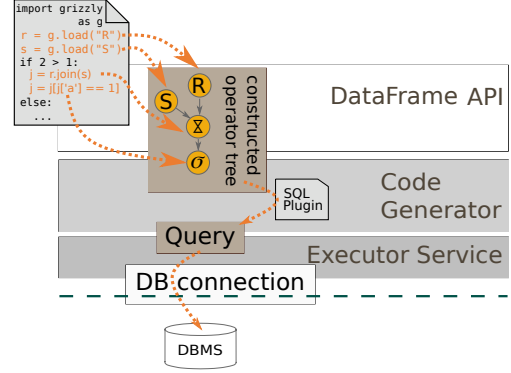 import grizzly
as g
r = g.load("R")
s = g.load("S")
if 2 > 1:
j = r.join(s)
j = j[j['a'] == 1]
else:
...
R
S
⋈
σ
constructed
operator tree
DataFrame API
SQL
Plugin
Code
Generator
Query
Executor Service
DB connection
DBMS